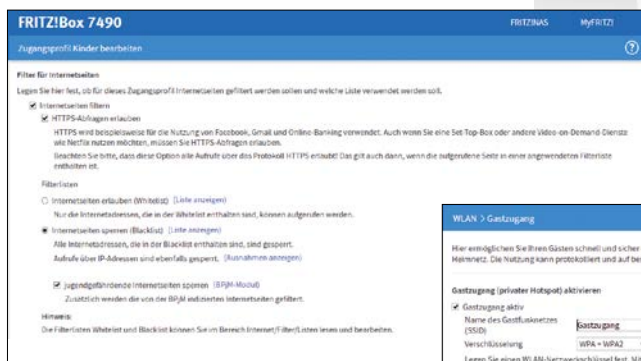 FRITZ!Box 7490
FRITZ!NAS MyFRITZ!
Zugangsprofil Kinder bearbeiten
Filter für Internetseiten
Legen Sie hier fest, ob für dieses Zugangsprofil Internetseiten gefiltert werden sollen und welche Liste verwendet werden soll.
Internetseiten filtern
HTTPS-Abfragen erlauben
HTTPS wird beispielsweise für die Nutzung von Facebook, Gmail und Online-Banking verwendet. Auch wenn Sie eine Set-Top-Box oder andere Video-on-Demand-Dienste
wie Netflix nutzen möchten, müssen Sie HTTPS-Abfragen erlauben.
Beachten Sie bitte, dass diese Option alle Aufrufe über das Protokoll HTTPS erlaubt! Das gilt auch dann, wenn die aufgerufene Seite in einer angewendeten Filterliste
enthalten ist.
Filterlisten
Internetseiten erlauben (Whitelist) (Liste anzeigen)
Nur die Internetadressen, die in der Whitelist enthalten sind, können aufgerufen werden.
Internetseiten sperren (Blacklist) (Liste anzeigen)
Alle Internetadressen, die in der Blacklist enthalten sind, sind gesperrt.
Aufrufe über IP-Adressen sind ebenfalls gesperrt. (Ausnahmen anzeigen)
jugendgefährdende Internetseiten sperren (BPjM-Modul)
Zusätzlich werden die von der BPjM indizierten Internetseiten gefiltert.
Hinweis:
Die Filterlisten Whitelist und Blacklist können Sie im Bereich Internet/Filter/Listen lesen und bearbeiten.
WLAN > Gastzugang
Hier ermöglichen Sie Ihren Gästen schnell und sicher
Heimnetz. Die Nutzung kann protokolliert und auf
Gastzugang (privater Hotspot) aktivieren
Gastzugang aktiv
Name des Gastfunknetzes
(SSID)
Gastzugang
Verschlüsselung
WPA + WPA2
Legen Sie einen WLAN-Netzwerkschlüssel fest.